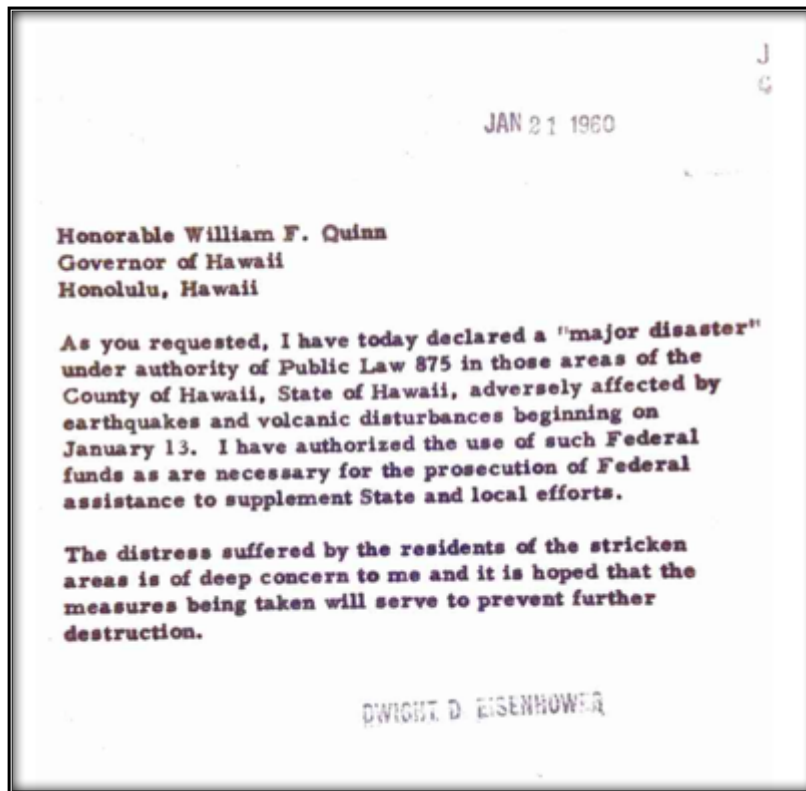 J
JAN 21 1960
Honorable William F. Quinn
Governor of Hawaii
Honolulu, Hawaii
As you requested, I have today declared a "major disaster"
under authority of Public Law 875 in those areas of the
County of Hawaii, State of Hawaii, adversely affected by
earthquakes and volcanic disturbances beginning on
January 13. I have authorized the use of such Federal
funds as are necessary for the prosecution of Federal
assistance to supplement State and local efforts.
The distress suffered by the residents of the stricken
areas is of deep concern to me and it is hoped that the
measures being taken will serve to prevent further
destruction.
DWIGHT D EISENHOWER